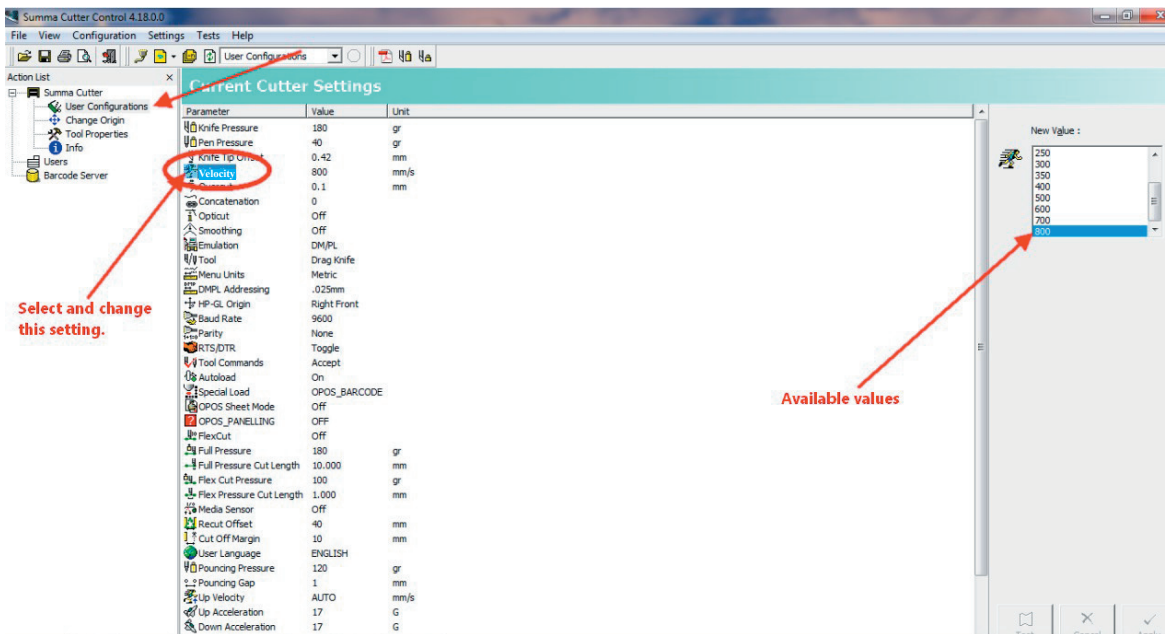 Summa Cutter Control 4.18.0.0
File View Configuration Settings Tests Help
User Configurations
Action List
Summa Cutter
User Configurations
Change Origin
Tool Properties
Info
Users
Barcode Server
Current Cutter Settings
Parameter Value Unit
Knife Pressure 180 gr
Pen Pressure 40 gr
Knife Tip Offset 0.42 mm
Velocity 800 mm/s
Overcut 0.1 mm
Concatenation 0
Opticut Off
Smoothing Off
Emulation DM/PL
Tool Drag Knife
Menu Units Metric
DMPL Addressing .025mm
HP-GL Origin Right Front
Baud Rate 9600
Parity None
RTS/DTR Toggle
Tool Commands Accept
Autoload On
Special Load OPOS_BARCODE
OPOS Sheet Mode Off
OPOS_PANELLING OFF
FlexCut Off
Full Pressure 180 gr
Full Pressure Cut Length 10.000 mm
Flex Cut Pressure 100 gr
Flex Pressure Cut Length 1.000 mm
Media Sensor Off
Recut Offset 40 mm
Cut Off Margin 10 mm
User Language ENGLISH
Pouncing Pressure 120 gr
Pouncing Gap 1 mm
Up Velocity AUTO mm/s
Up Acceleration 17 G
Down Acceleration 17 G
New Value :
250
300
350
400
500
600
700
800
Select and change
this setting.
Available values